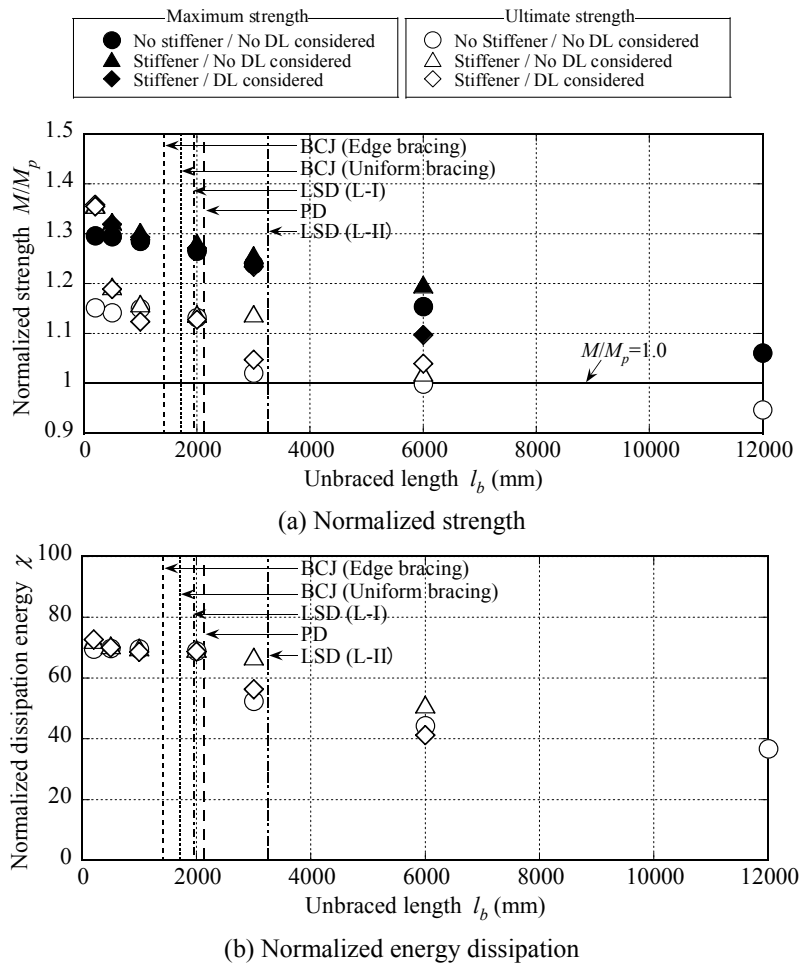 Maximum strength
No stiffener / No DL considered
Stiffener / No DL considered
Stiffener / DL considered
Ultimate strength
No Stiffener / No DL considered
Stiffener / No DL considered
Stiffener / DL considered
Normalized strength M/Mp
1.5
1.4
1.3
1.2
1.1
1
0.9
BCJ (Edge bracing)
BCJ (Uniform bracing)
LSD (L-I)
PD
LSD (L-II)
M/Mp=1.0
0 2000 4000 6000 8000 10000 12000
Unbraced length lb (mm)
(a) Normalized strength
Normalized dissipation energy χ
100
80
60
40
20
0
BCJ (Edge bracing)
BCJ (Uniform bracing)
LSD (L-I)
PD
LSD (L-II)
0 2000 4000 6000 8000 10000 12000
Unbraced length lb (mm)
(b) Normalized energy dissipation